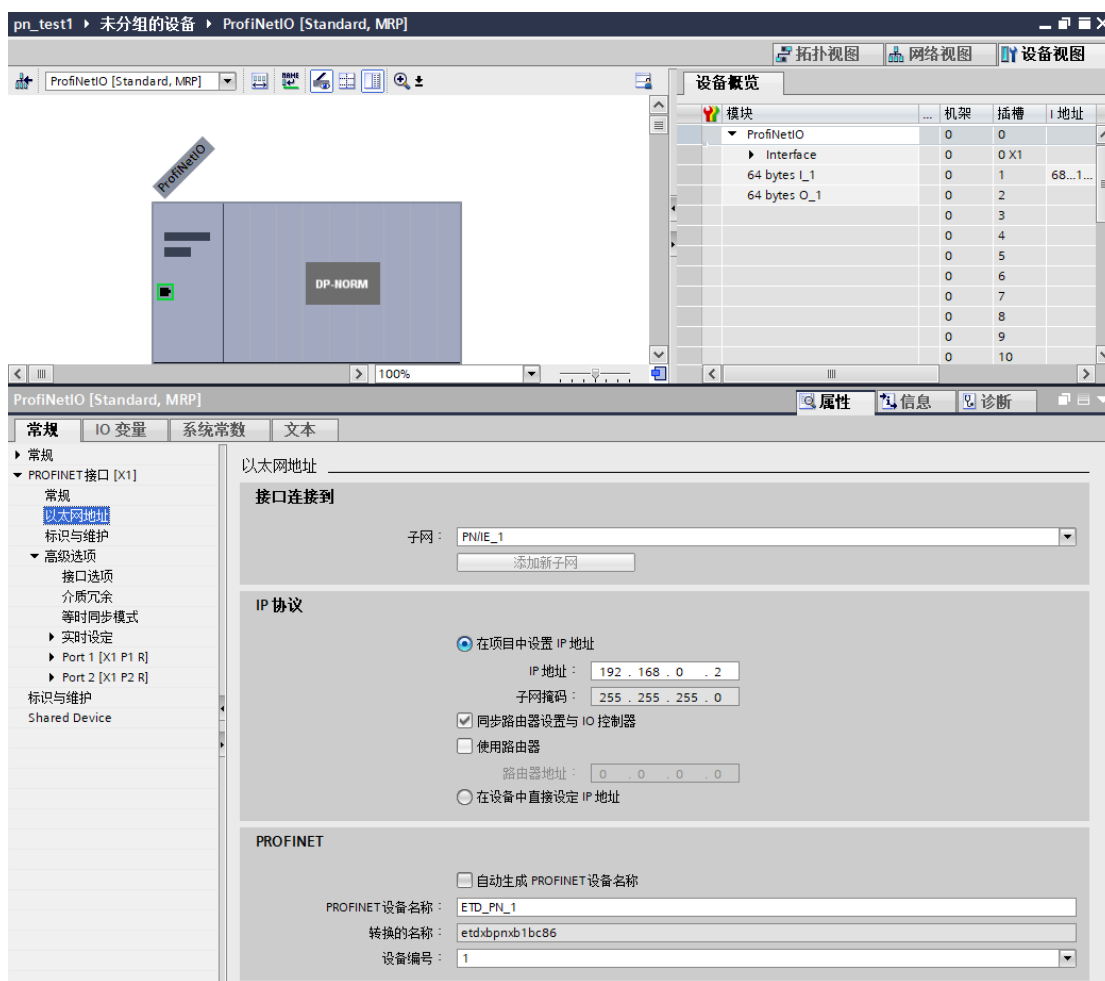 pn_test1 ▸ 未分组的设备 ▸ ProfiNetIO [Standard, MRP]
拓扑视图 网络视图 设备视图
ProfiNetIO [Standard, MRP]
设备概览
模块 ... 机架 插槽 I 地址
ProfiNetIO 0 0
Interface 0 0 X1
64 bytes I_1 0 1 68...1...
64 bytes O_1 0 2
0 3
0 4
0 5
0 6
0 7
0 8
0 9
0 10
ProfiNetIO
DP-NORM
100%
ProfiNetIO [Standard, MRP]
属性 信息 诊断
常规 IO 变量 系统常数 文本
常规
PROFINET接口 [X1]
常规
以太网地址
标识与维护
高级选项
接口选项
介质冗余
等时同步模式
实时设定
Port 1 [X1 P1 R]
Port 2 [X1 P2 R]
标识与维护
Shared Device
以太网地址
接口连接到
子网： PN/IE_1
添加新子网
IP 协议
在项目中设置 IP 地址
IP 地址： 192 . 168 . 0 . 2
子网掩码： 255 . 255 . 255 . 0
同步路由器设置与 IO 控制器
使用路由器
路由器地址： 0 . 0 . 0 . 0
在设备中直接设定 IP 地址
PROFINET
自动生成 PROFINET设备名称
PROFINET设备名称： ETD_PN_1
转换的名称： etdxbpnxb1bc86
设备编号： 1